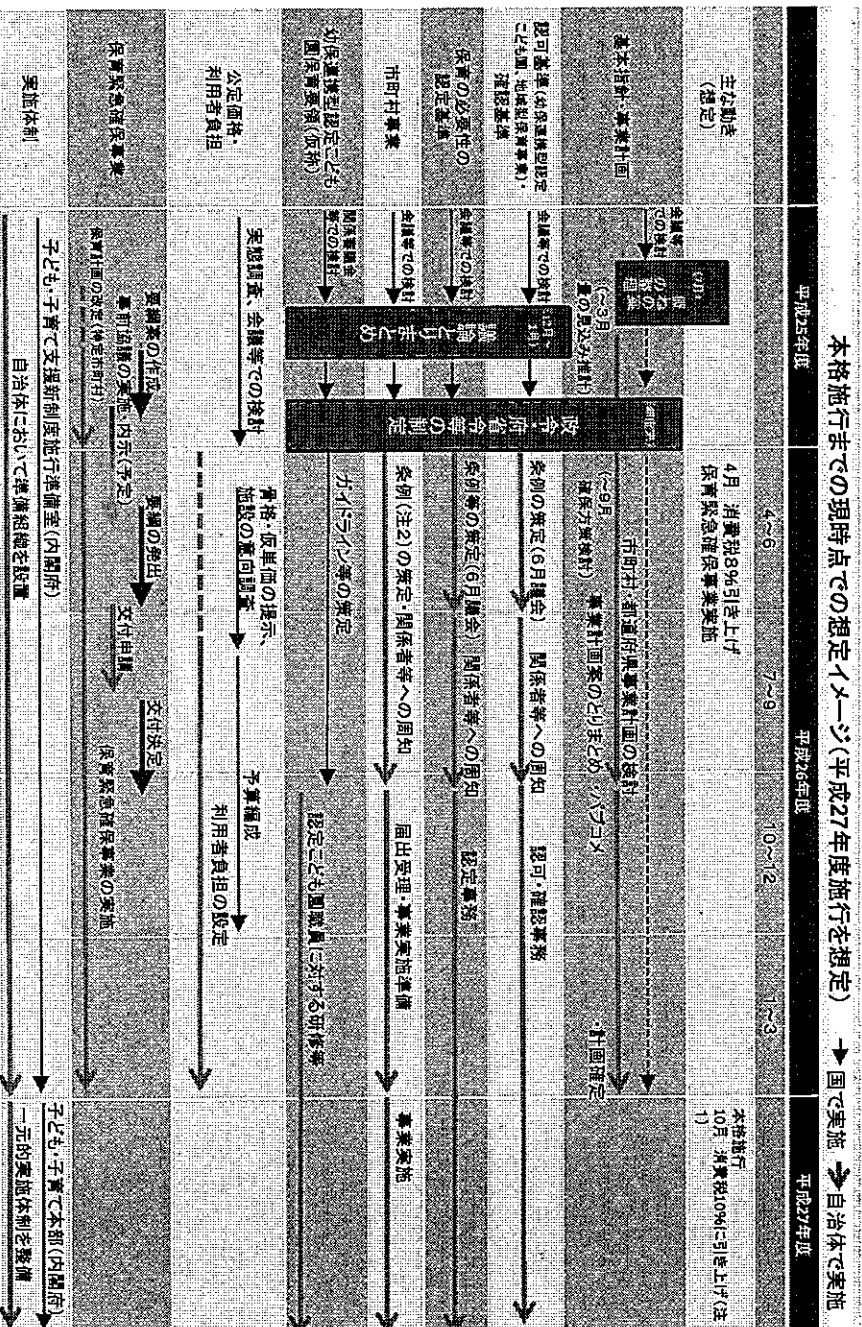 本格施行までの現時点での想定イメージ(平成27年度施行を想定)
国で実施
自治体で実施
平成25年度
平成26年度
平成27年度
4~6
7~9
10~12
1~3
主な動き
(想定)
4月 消費税8%引き上げ
保育緊急確保事業実施
本格施行
10月 消費税10%に引き上げ(注
1)
基本指針・事業計画
会議等
での検討
(~3月
量の見込み推計)
(~9月
確保方策検討)
市町村・都道府県事業計画の検討
事業計画案のとりまとめ
・パブコメ
・計画確定
認可基準(幼保連携型認定
こども園・地域型保育事業)・
確認基準
会議等での検討
条例の策定(6月議会)
関係者等への周知
認可・確認事務
保育の必要性の
認定基準
会議等での検討
条例等の策定(6月議会)
関係者等への周知
認定事務
市町村事業
会議等での検討
条例(注2)の策定・関係者等への周知
届出受理・事業実施準備
事業実施
幼保連携型認定こども
園保育要領(仮称)
関係審議会
等での検討
ガイドライン等の策定
認定こども園職員に対する研修等
議論とりまとめ
政令・府省令等の制定
公定価格・
利用者負担
実態調査、会議等での検討
骨格・仮単価の提示、
施設の意向調査
予算編成
利用者負担の設定
保育緊急確保事業
要綱案の作成
事前協議の実施・内示(予定)
保育計画の改定(特定市町村)
要綱の発出
交付申請
交付決定
保育緊急確保事業の実施
実施体制
子ども・子育て支援新制度施行準備室(内閣府)
自治体において準備組織を設置
子ども・子育て本部(内閣府)
一元的実施体制を整備